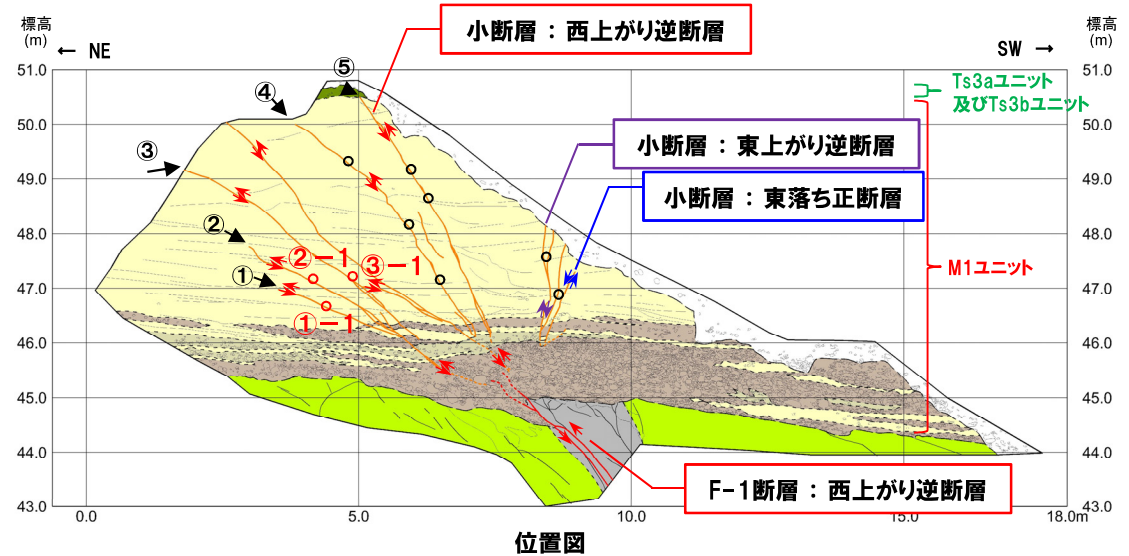 標高
(m)
← NE
SW →
標高
(m)
小断層 : 西上がり逆断層
小断層 : 東上がり逆断層
小断層 : 東落ち正断層
F-1断層 : 西上がり逆断層
Ts3aユニット
及びTs3bユニット
M1ユニット
⑤
④
③
②
①
②-1
③-1
①-1
51.0
50.0
49.0
48.0
47.0
46.0
45.0
44.0
43.0
51.0
50.0
49.0
48.0
47.0
46.0
45.0
44.0
43.0
0.0
5.0
10.0
15.0
18.0m
位置図